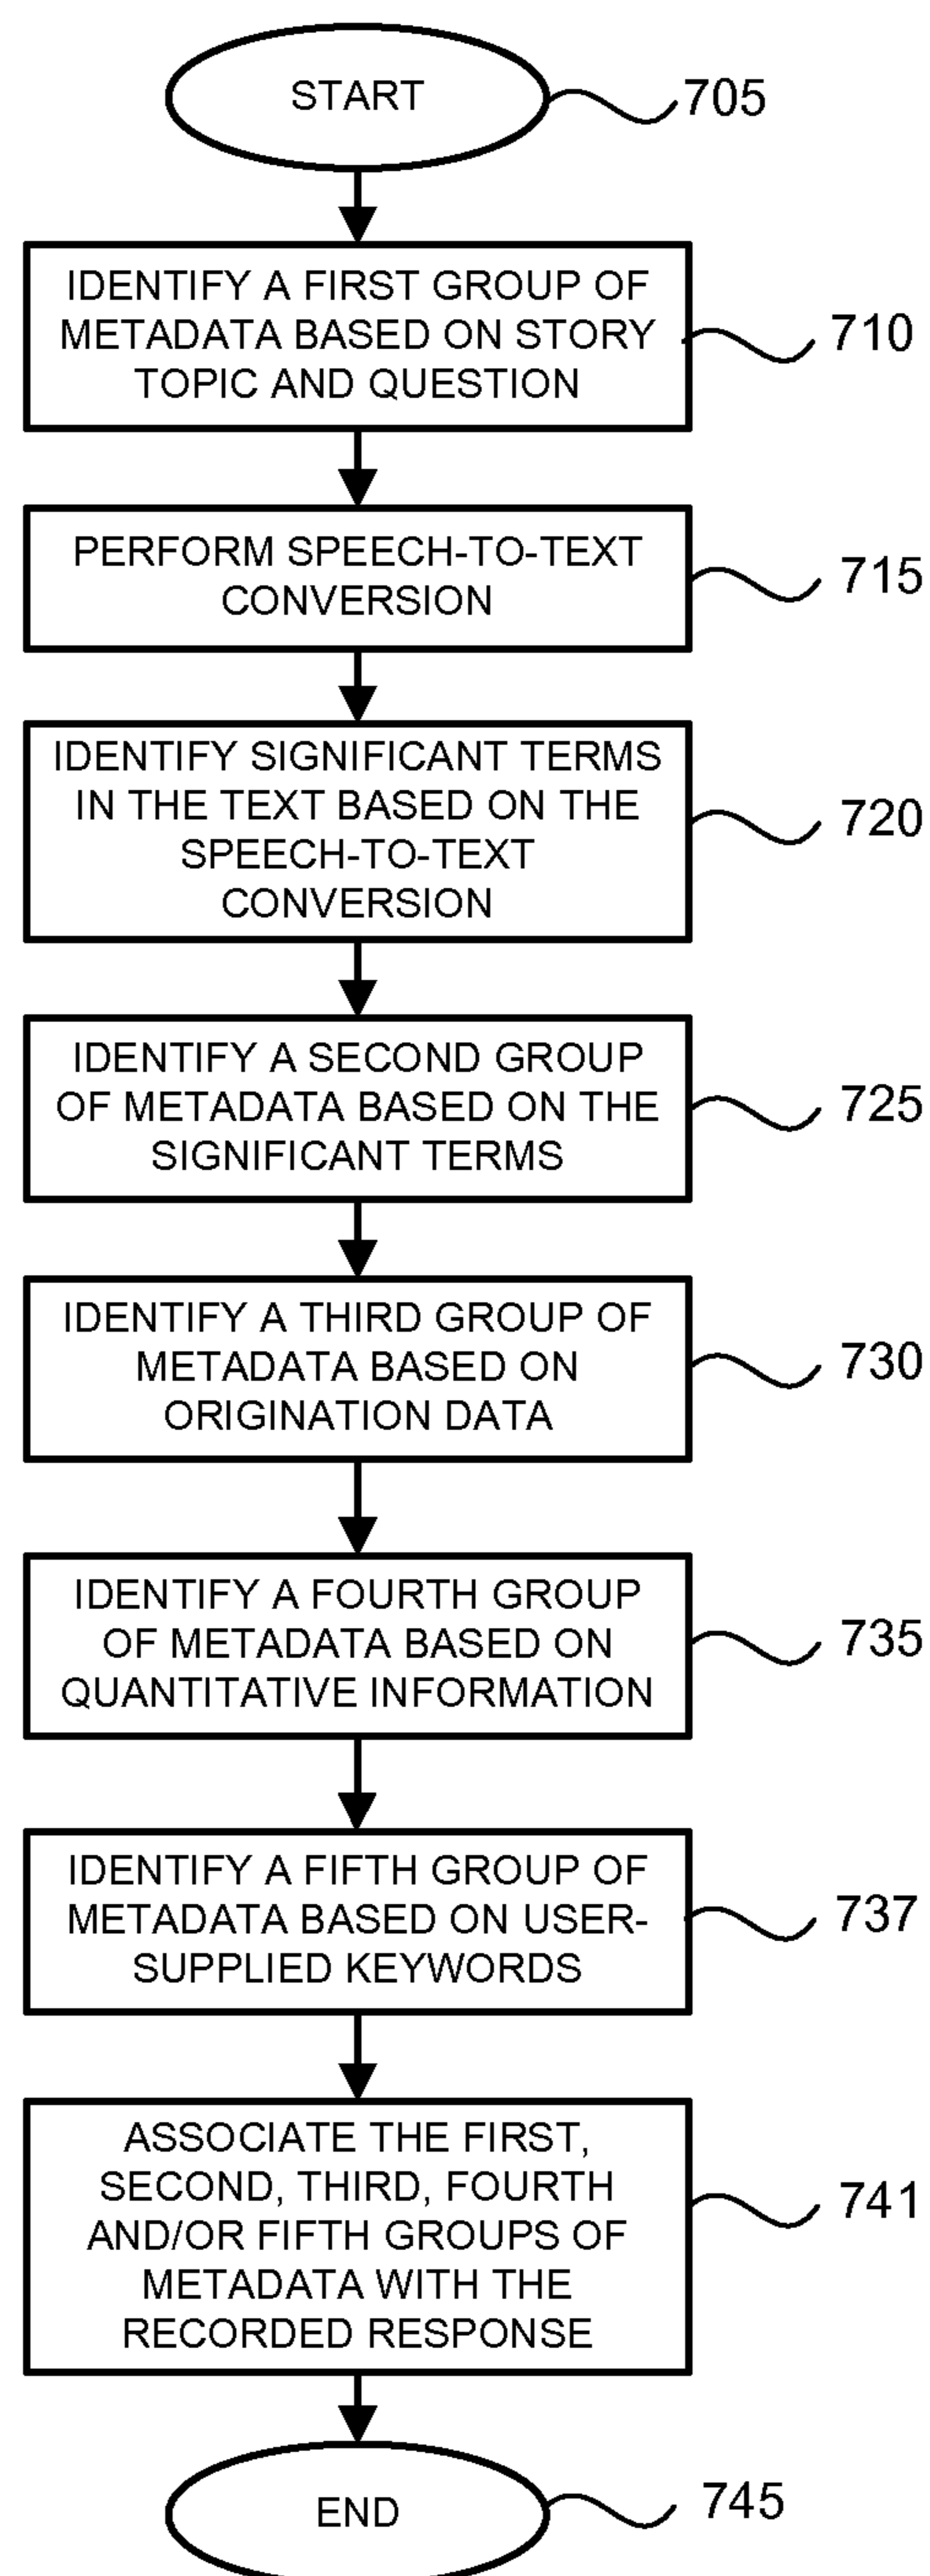 START
705
IDENTIFY A FIRST GROUP OF
METADATA BASED ON STORY
TOPIC AND QUESTION
710
PERFORM SPEECH-TO-TEXT
CONVERSION
715
IDENTIFY SIGNIFICANT TERMS
IN THE TEXT BASED ON THE
SPEECH-TO-TEXT
CONVERSION
720
IDENTIFY A SECOND GROUP
OF METADATA BASED ON THE
SIGNIFICANT TERMS
725
IDENTIFY A THIRD GROUP OF
METADATA BASED ON
ORIGINATION DATA
730
IDENTIFY A FOURTH GROUP
OF METADATA BASED ON
QUANTITATIVE INFORMATION
735
IDENTIFY A FIFTH GROUP OF
METADATA BASED ON USER-
SUPPLIED KEYWORDS
737
ASSOCIATE THE FIRST,
SECOND, THIRD, FOURTH
AND/OR FIFTH GROUPS OF
METADATA WITH THE
RECORDED RESPONSE
741
END
745